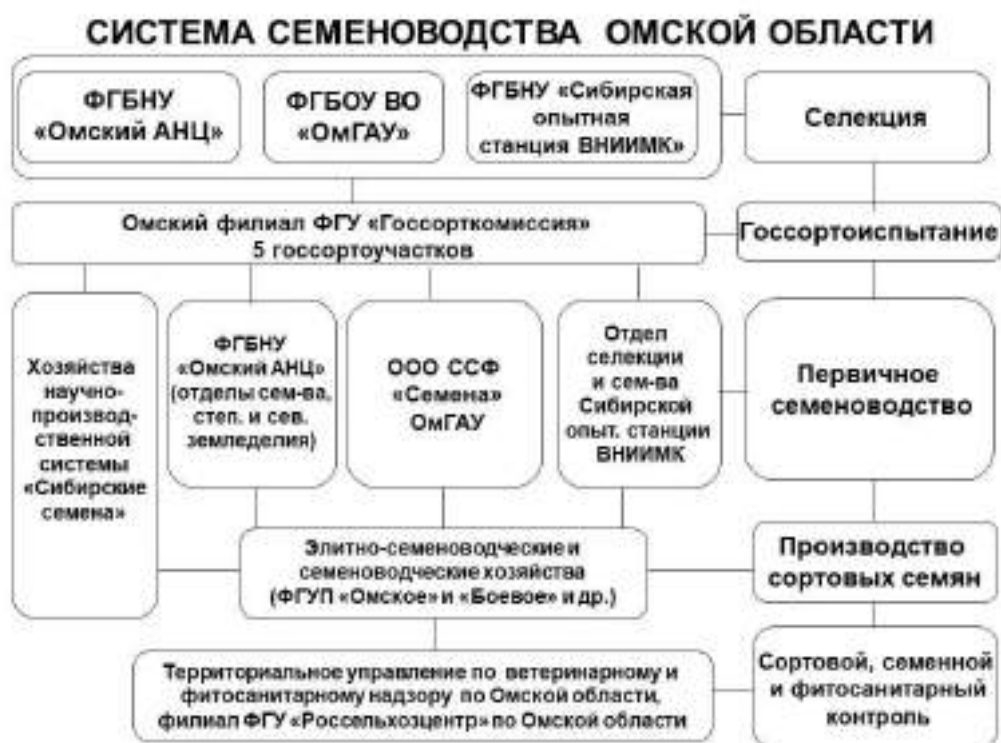 СИСТЕМА СЕМЕНОВОДСТВА ОМСКОЙ ОБЛАСТИ
ФГБНУ
«Омский АНЦ»
ФГБОУ ВО
«ОмГАУ»
ФГБНУ «Сибирская
опытная
станция ВНИИМК»
Селекция
Омский филиал ФГУ «Госсорткомиссия»
5 госсортоучастков
Госсортоиспытание
Хозяйства
научно-
производ-
ственной
системы
«Сибирские
семена»
ФГБНУ
«Омский АНЦ»
(отделы сем-ва,
степ. и сев.
земледелия)
ООО ССФ
«Семена»
ОмГАУ
Отдел
селекции
и сем-ва
Сибирской
опыт. станции
ВНИИМК
Первичное
семеноводство
Элитно-семеноводческие и
семеноводческие хозяйства
(ФГУП «Омское» и «Боевое» и др.)
Производство
сортовых семян
Территориальное управление по ветеринарному и
фитосанитарному надзору по Омской области,
филиал ФГУ «Россельхозцентр» по Омской области
Сортовой, семенной
и фитосанитарный
контроль